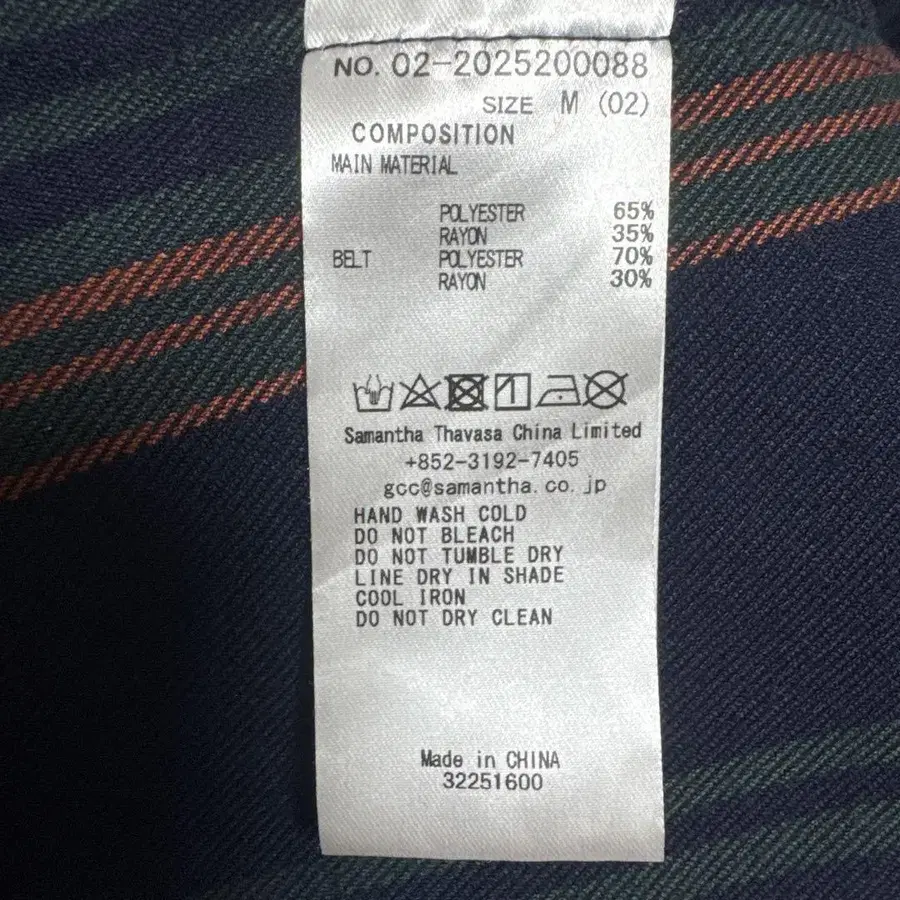 NO. 02-2025200088
SIZE M (02)
COMPOSITION
MAIN MATERIAL
POLYESTER 65%
RAYON 35%
BELT POLYESTER 70%
RAYON 30%
Samantha Thavasa China Limited
+852-3192-7405
gcc@samantha.co.jp
HAND WASH COLD
DO NOT BLEACH
DO NOT TUMBLE DRY
LINE DRY IN SHADE
COOL IRON
DO NOT DRY CLEAN
Made in CHINA
32251600